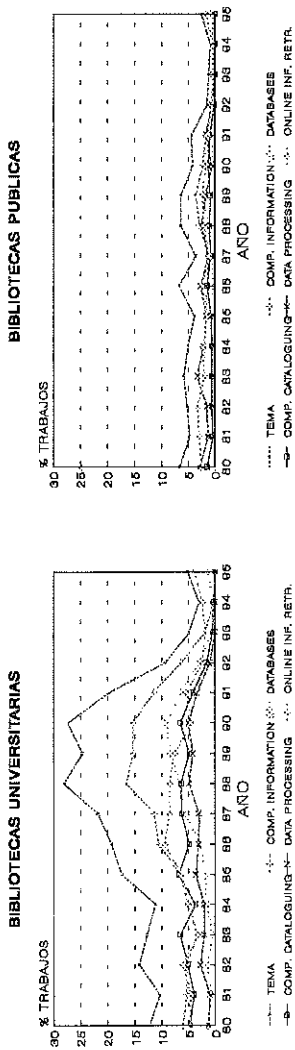 BIBLIOTECAS UNIVERSITARIAS
% TRABAJOS
30
25
20
15
10
5
0
80 81 82 83 84 85 86 87 88 89 90 91 92 93 94 95
AÑO
TEMA COMP. INFORMATION DATABASES
COMP. CATALOGUING DATA PROCESSING ONLINE INF. RETR.
BIBLIOTECAS PUBLICAS
% TRABAJOS
30
25
20
15
10
5
0
80 81 82 83 84 85 86 87 88 89 90 91 92 93 94 95
AÑO
TEMA COMP. INFORMATION DATABASES
COMP. CATALOGUING DATA PROCESSING ONLINE INF. RETR.